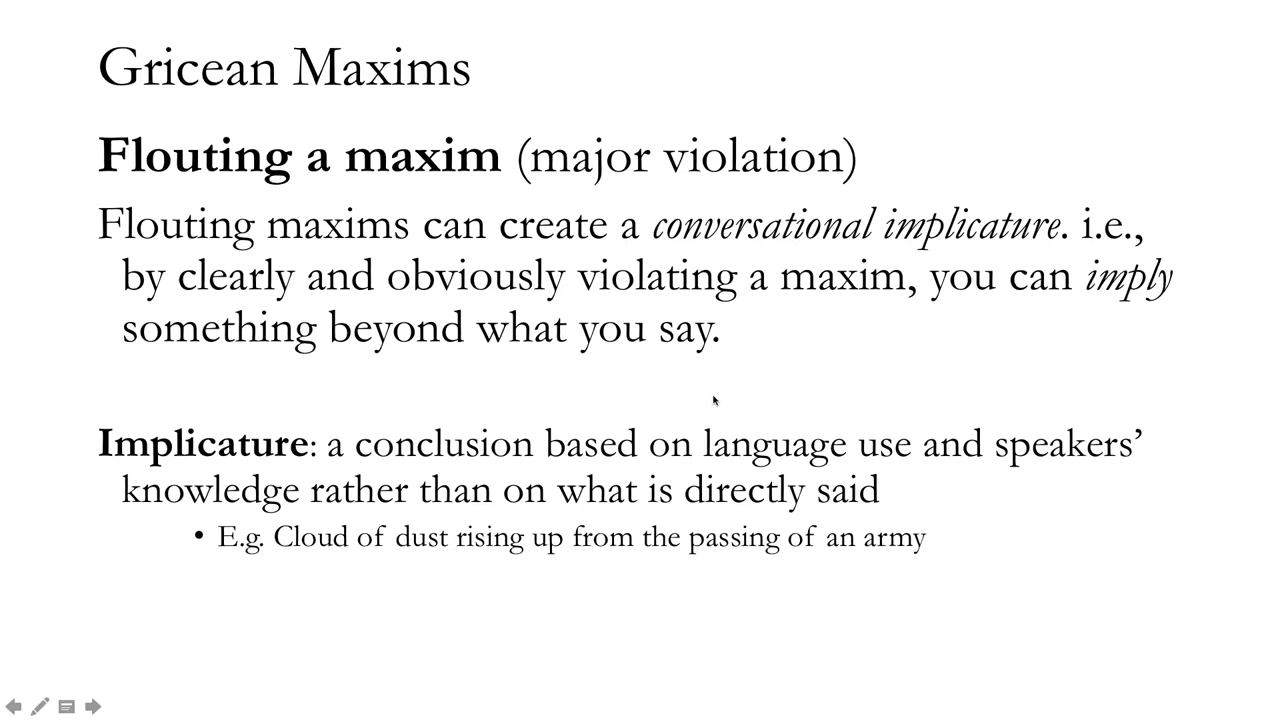 Gricean Maxims
Flouting a maxim (major violation)
Flouting maxims can create a conversational implicature. i.e.,
by clearly and obviously violating a maxim, you can imply
something beyond what you say.
Implicature: a conclusion based on language use and speakers’
knowledge rather than on what is directly said
• E.g. Cloud of dust rising up from the passing of an army